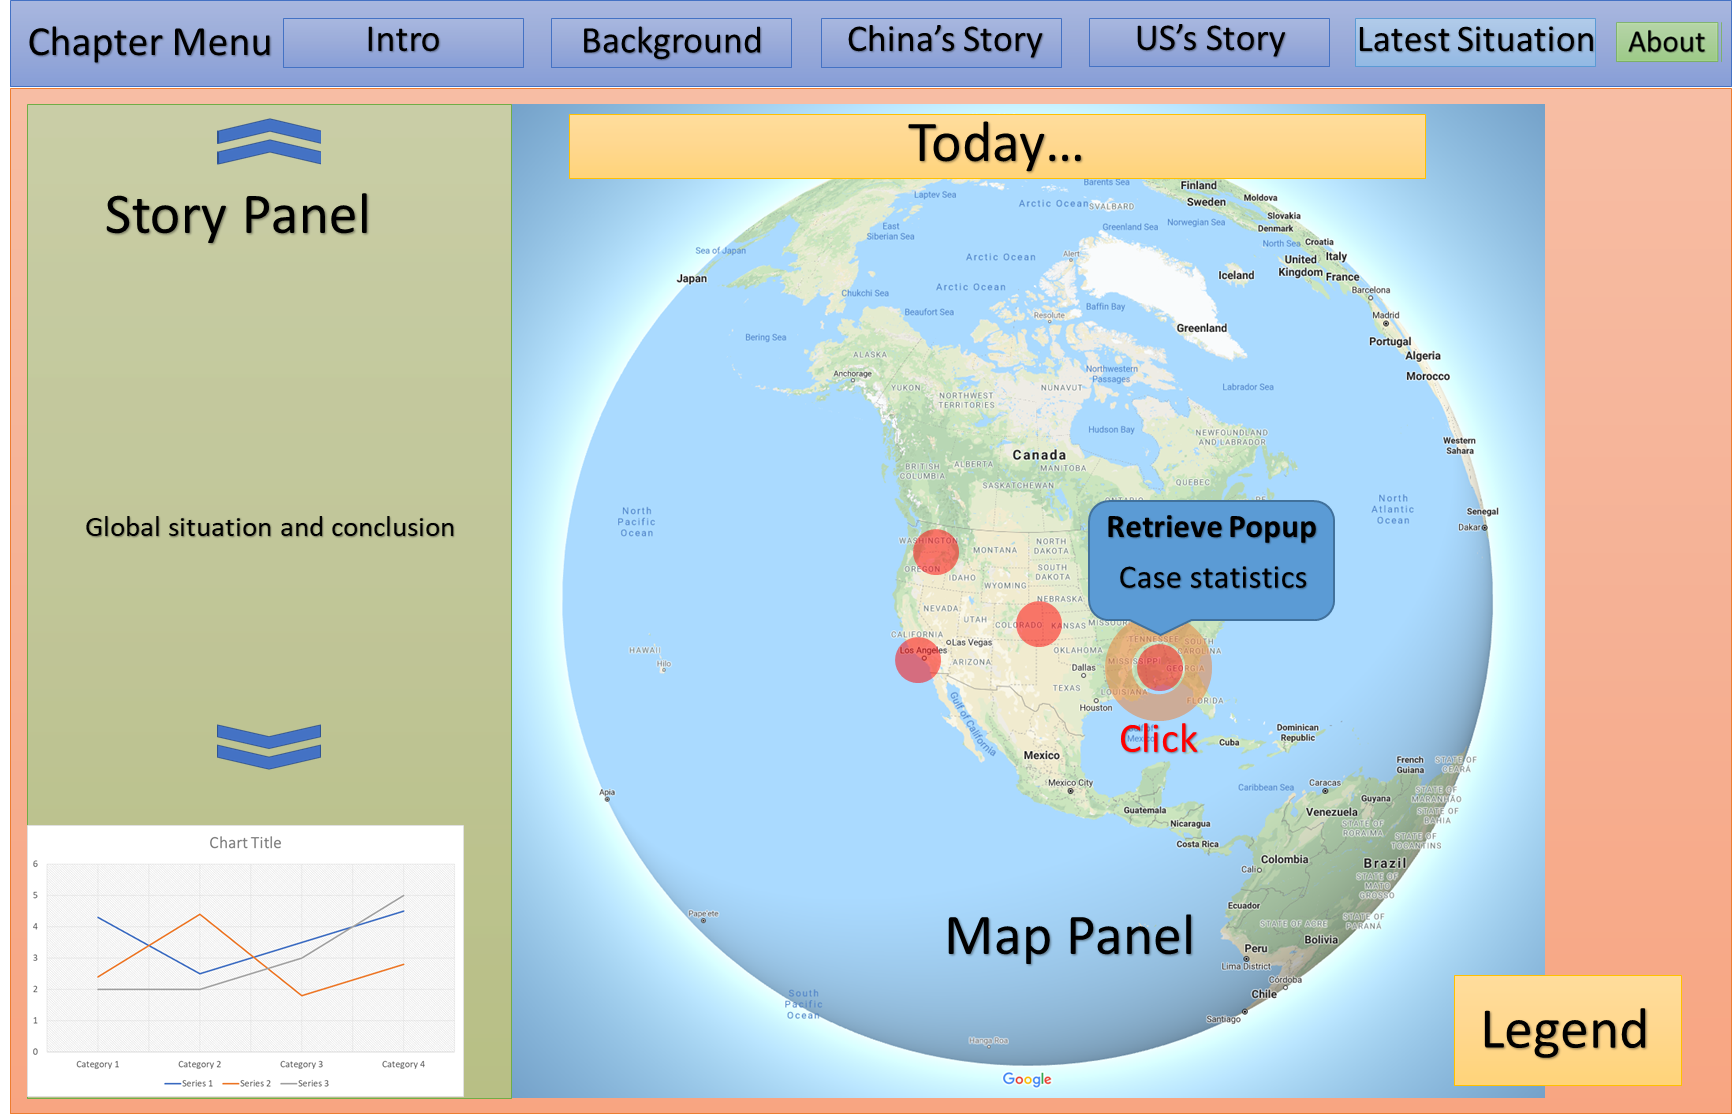 Chapter Menu
Intro
Background
China's Story
US's Story
Latest Situation
About
Story Panel
Global situation and conclusion
Chart Title
6
5
4
3
2
1
0
Category 1
Category 2
Category 3
Category 4
Series 1
Series 2
Series 3
Today...
Laptev Sea
Barents Sea
Arctic Ocean
SVALBARD
Finland
Sweden
Moldova
Slovakia
Norwegian Sea
Denmark
East
Siberian Sea
Greenland Sea
North Sea
Croatia
Sea of Japan
Arctic Ocean
Alert
United
Kingdom
Italy
France
Japan
Iceland
Chukchi Sea
Arctic Ocean
Barcelona
Beaufort Sea
Baffin Bay
Resolute
Madrid
Bering Sea
Greenland
Portugal
ALASKA
Algeria
Anchorage
Northwestern
Passages
Morocco
YUKON
NUNAVUT
Labrador Sea
NORTHWEST
TERRITORIES
Hudson Bay
NEWFOUNDLAND
AND LABRADOR
Western
Sahara
Canada
BRITISH
COLUMBIA
ALBERTA
MANITOBA
SASKATCHEWAN
QUEBEC
ONTARIO
North
Pacific
Ocean
North
Atlantic
Ocean
Senegal
Dakar
Retrieve Popup
Case statistics
WASHINGTON
MONTANA
NORTH
DAKOTA
OREGON
IDAHO
SOUTH
DAKOTA
WYOMING
NEBRASKA
NEVADA
UTAH
COLORADO
KANSAS
MISSOURI
CALIFORNIA
Las Vegas
TENNESSEE
SOUTH
CAROLINA
HAWAII
Hilo
Los Angeles
ARIZONA
OKLAHOMA
Dallas
MISSISSIPPI
GEORGIA
TEXAS
LOUISIANA
Houston
FLORIDA
Gulf of California
Click
Mexico
Cuba
Dominican
Republic
Mexico City
French
Guiana
STATE OF
CEARÁ
Apia
Caribbean Sea
Caracas
Guyana
STATE OF
MARANHÃO
Guatemala
Venezuela
STATE OF
BAHIA
Nicaragua
STATE OF
RORAIMA
Costa Rica
STATE OF
TOCANTINS
Colombia
Brazil
Cali
STATE OF
MATO
GROSSO
Ecuador
Papeete
STATE OF ACRE
STATE OF
PARANÁ
Map Panel
Bolivia
Peru
Lima District
Córdoba
Chile
South
Pacific
Ocean
Santiago
Hanga Roa
Google
Legend